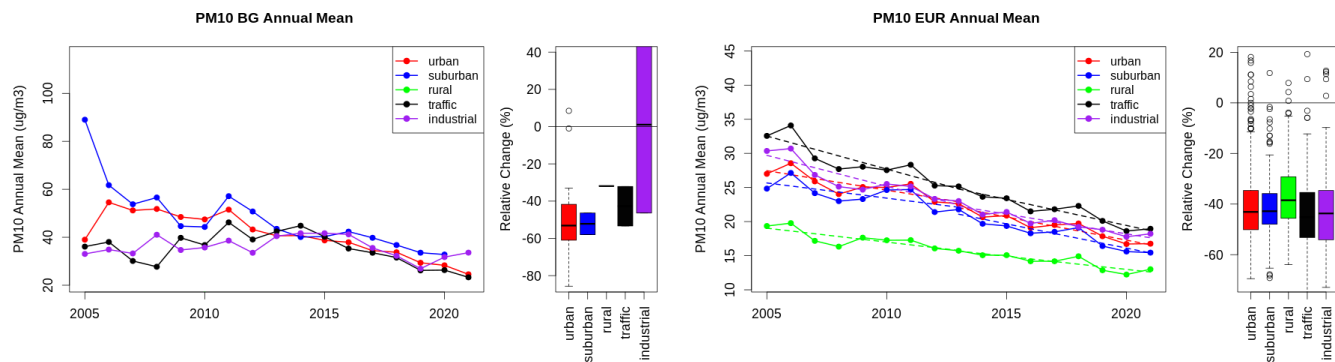 PM10 BG Annual Mean
PM10 Annual Mean (ug/m3)
100
80
60
40
20
2005
2010
2015
2020
urban
suburban
rural
traffic
industrial
Relative Change (%)
40
20
0
-20
-40
-60
-80
urban
suburban
rural
traffic
industrial
PM10 EUR Annual Mean
PM10 Annual Mean (ug/m3)
45
40
35
30
25
20
15
10
2005
2010
2015
2020
urban
suburban
rural
traffic
industrial
Relative Change (%)
20
0
-20
-40
-60
urban
suburban
rural
traffic
industrial